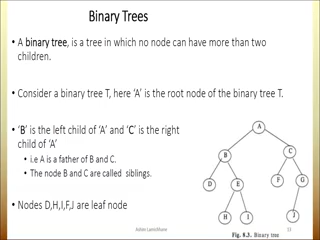 Binary Trees
• A binary tree, is a tree in which no node can have more than two
children.
• Consider a binary tree T, here ‘A’ is the root node of the binary tree T.
• ‘B’ is the left child of ‘A’ and ‘C’ is the right
child of ‘A’
• i.e A is a father of B and C.
• The node B and C are called siblings.
• Nodes D,H,I,F,J are leaf node
A
B
C
D
E
F
G
H
I
J
Fig. 8.3. Binary tree
13